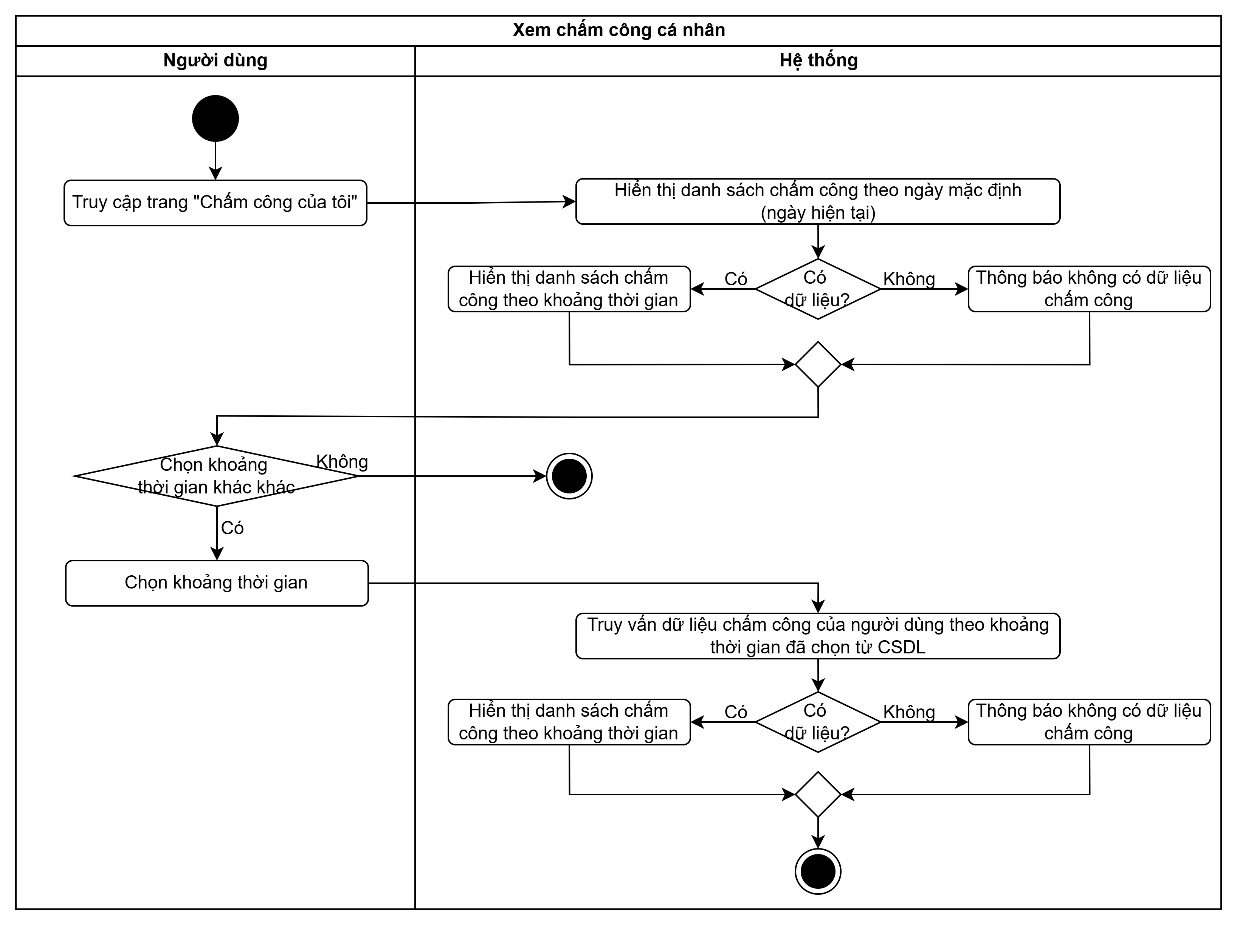 Xem chấm công cá nhân
Người dùng
Hệ thống
Truy cập trang "Chấm công của tôi"
Hiển thị danh sách chấm công theo ngày mặc định
(ngày hiện tại)
Hiển thị danh sách chấm
công theo khoảng thời gian
Có
Có
dữ liệu?
Không
Thông báo không có dữ liệu
chấm công
Chọn khoảng
thời gian khác khác
Không
Có
Chọn khoảng thời gian
Truy vấn dữ liệu chấm công của người dùng theo khoảng
thời gian đã chọn từ CSDL
Hiển thị danh sách chấm
công theo khoảng thời gian
Có
Có
dữ liệu?
Không
Thông báo không có dữ liệu
chấm công